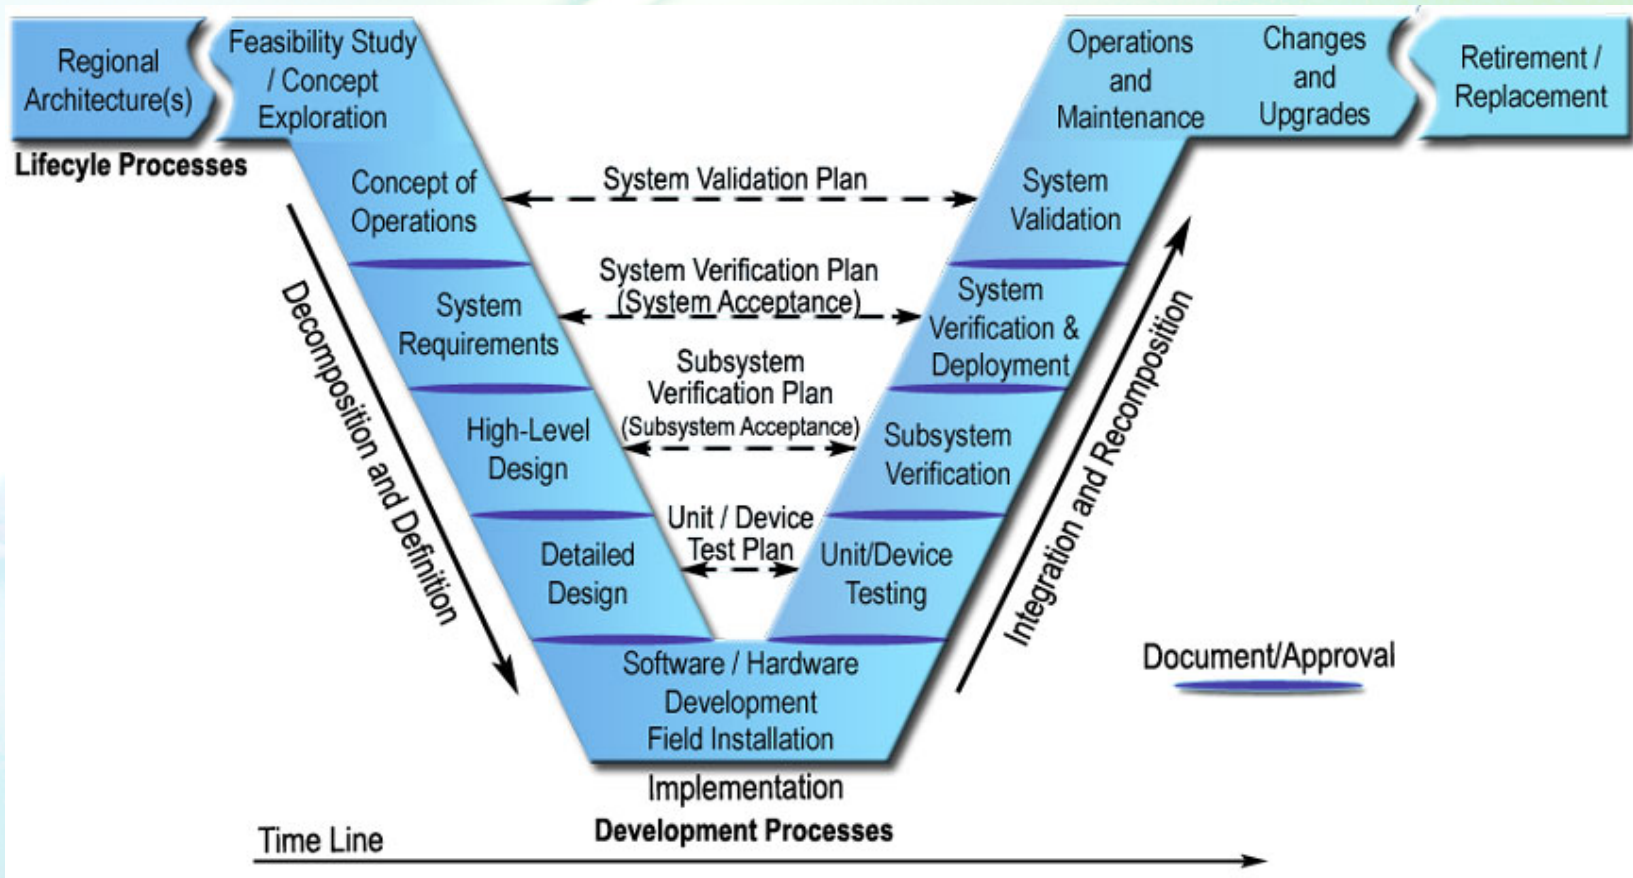 Regional
Architecture(s)
Feasibility Study
/ Concept
Exploration
Operations
and
Maintenance
Changes
and
Upgrades
Retirement /
Replacement
Lifecyle Processes
Concept of
Operations
System Validation Plan
System
Validation
System
Requirements
System Verification Plan
(System Acceptance)
System
Verification &
Deployment
High-Level
Design
Subsystem
Verification Plan
(Subsystem Acceptance)
Subsystem
Verification
Detailed
Design
Unit / Device
Test Plan
Unit/Device
Testing
Decomposition and Definition
Integration and Recomposition
Software / Hardware
Development
Field Installation
Document/Approval
Implementation
Development Processes
Time Line